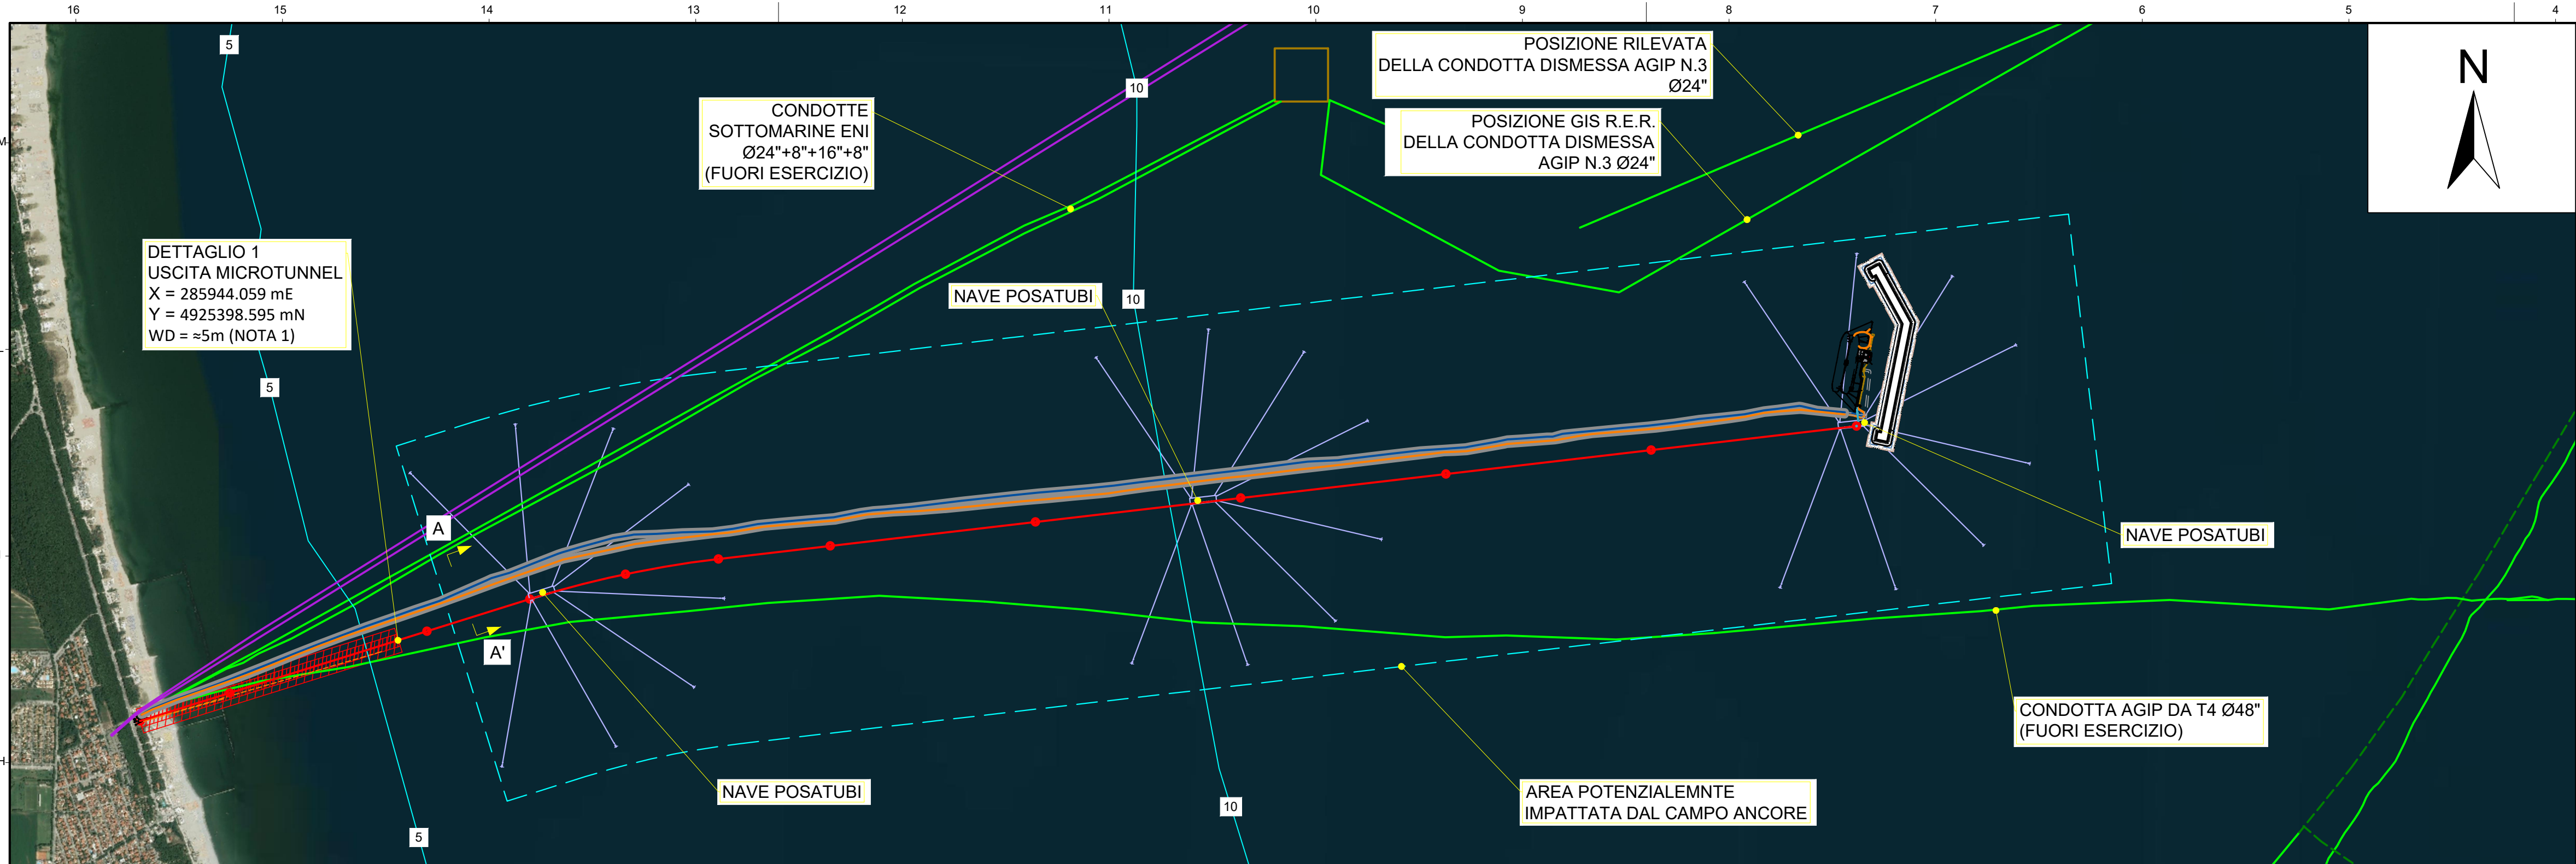 16 15 14 13 12 11 10 9 8 7 6 5 4
5
10
POSIZIONE RILEVATA
DELLA CONDOTTA DISMESSA AGIP N.3
Ø24"
N
CONDOTTE
SOTTOMARINE ENI
Ø24"+8"+16"+8"
(FUORI ESERCIZIO)
POSIZIONE GIS R.E.R.
DELLA CONDOTTA DISMESSA
AGIP N.3 Ø24"
M
DETTAGLIO 1
USCITA MICROTUNNEL
X = 285944.059 mE
Y = 4925398.595 mN
WD = ≈5m (NOTA 1)
NAVE POSATUBI
10
5
A
NAVE POSATUBI
A'
CONDOTTA AGIP DA T4 Ø48"
(FUORI ESERCIZIO)
H
NAVE POSATUBI
AREA POTENZIALEMNTE
IMPATTATA DAL CAMPO ANCORE
10
5